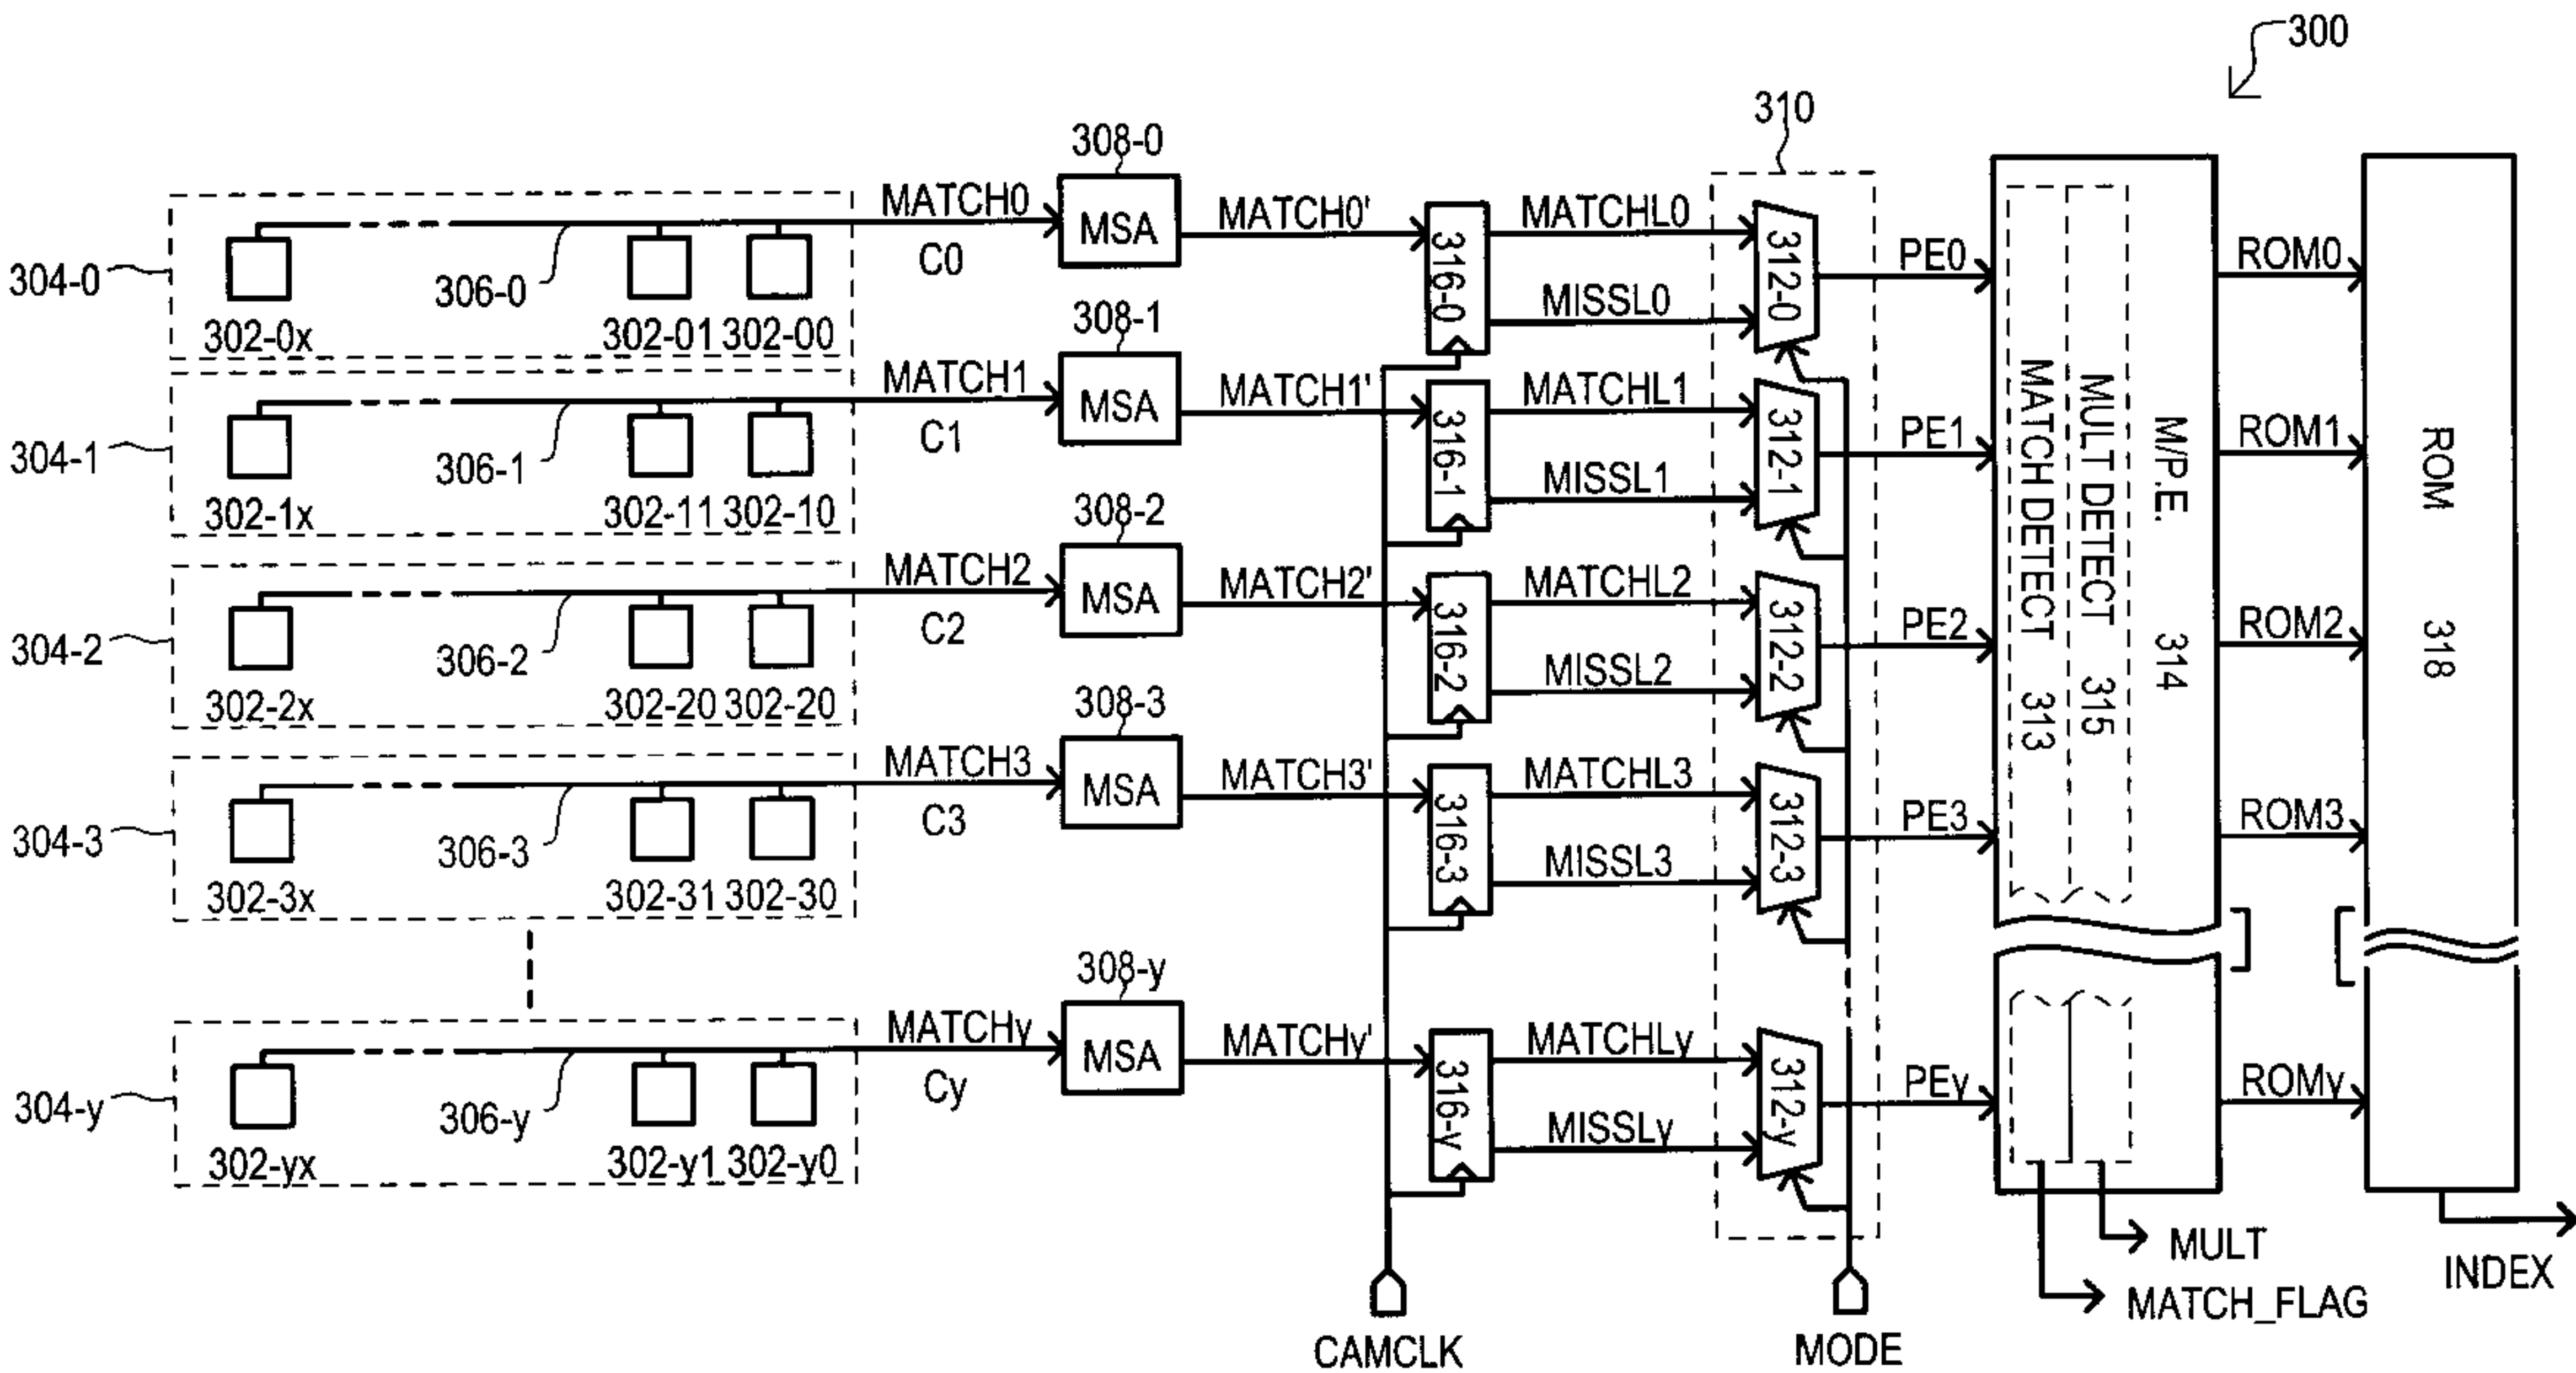 300
310
304-0
302-0x
306-0
302-01 302-00
MATCH0
C0
308-0
MSA
MATCH0'
316-0
MATCHL0
MISSL0
312-0
PE0
ROM0
304-1
302-1x
306-1
302-11 302-10
MATCH1
C1
308-1
MSA
MATCH1'
316-1
MATCHL1
MISSL1
312-1
PE1
ROM1
304-2
302-2x
306-2
302-20 302-20
MATCH2
C2
308-2
MSA
MATCH2'
316-2
MATCHL2
MISSL2
312-2
PE2
ROM2
304-3
302-3x
306-3
302-31 302-30
MATCH3
C3
308-3
MSA
MATCH3'
316-3
MATCHL3
MISSL3
312-3
PE3
ROM3
304-y
302-yx
306-y
302-y1 302-y0
MATCHy
Cy
308-y
MSA
MATCHy'
316-y
MATCHLy
MISSLy
312-y
PEy
ROMy
MATCH DETECT 313
MULT DETECT 315
M/P.E. 314
ROM 318
CAMCLK
MODE
MULT
MATCH_FLAG
INDEX